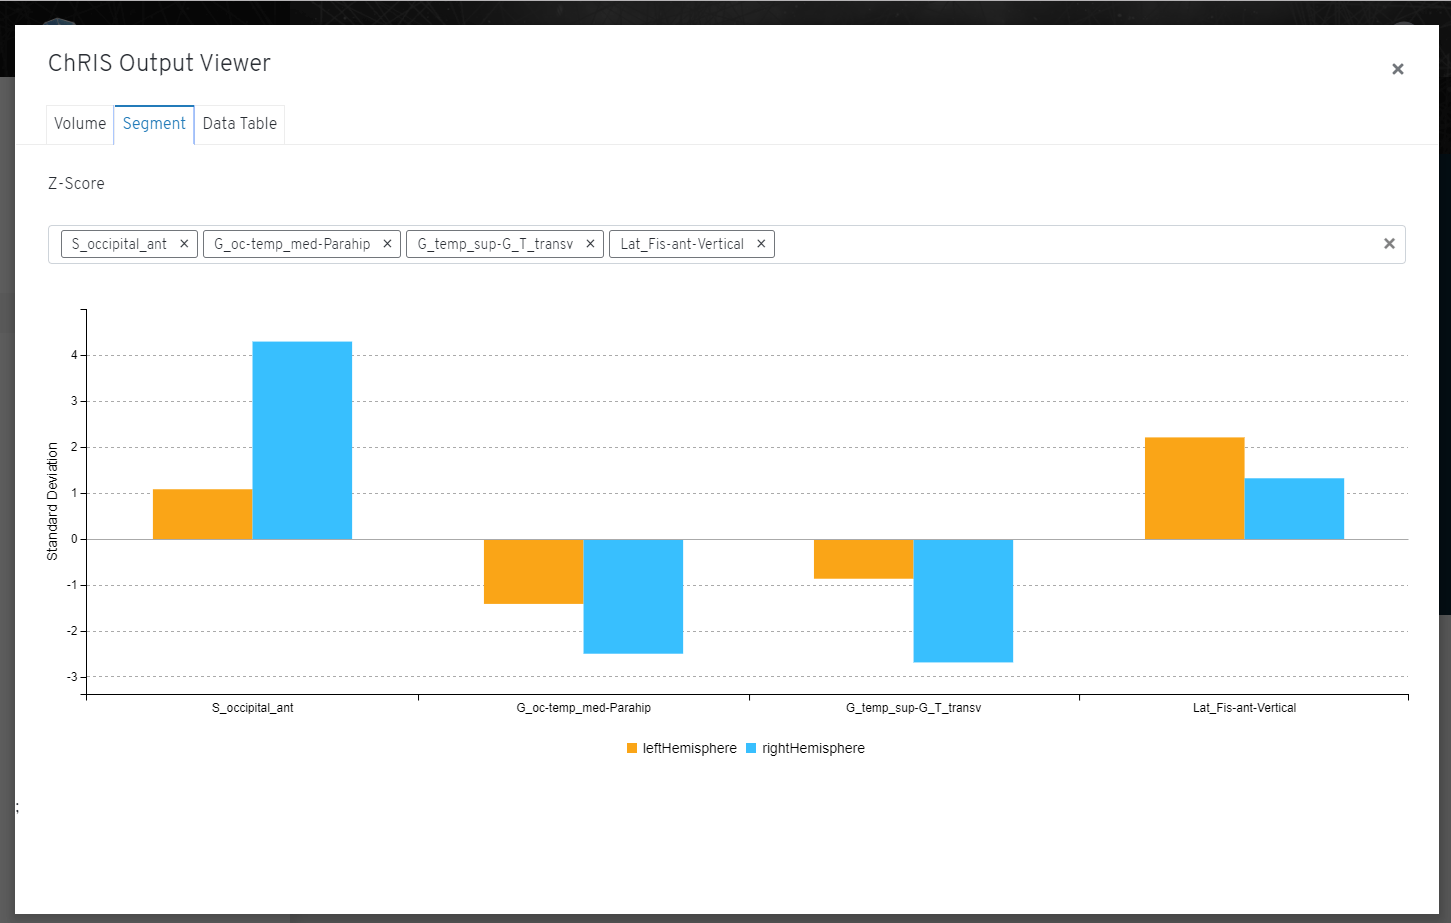 ChRIS Output Viewer
Volume Segment Data Table
Z-Score
S_occipital_ant × G_oc-temp_med-Parahip × G_temp_sup-G_T_transv × Lat_Fis-ant-Vertical ×
Standard Deviation
4
3
2
1
0
-1
-2
-3
S_occipital_ant G_oc-temp_med-Parahip G_temp_sup-G_T_transv Lat_Fis-ant-Vertical
leftHemisphere rightHemisphere
;